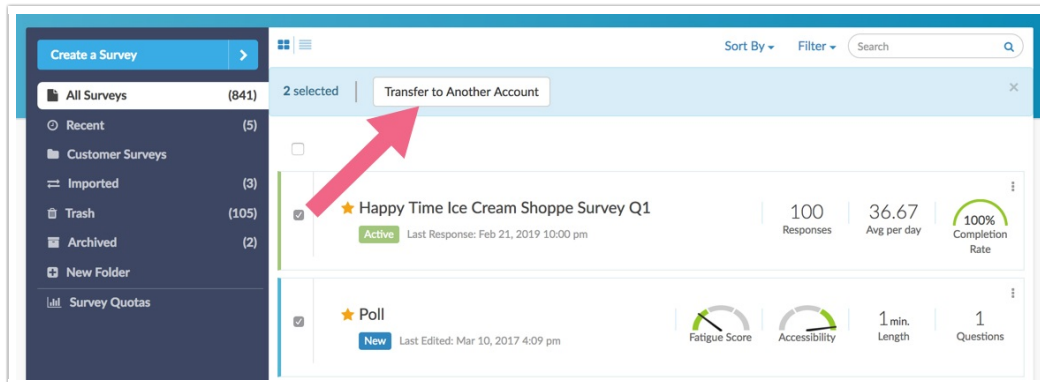 Create a Survey
All Surveys (841)
Recent (5)
Customer Surveys
Imported (3)
Trash (105)
Archived (2)
New Folder
Survey Quotas
Sort By Filter Search
2 selected Transfer to Another Account
Happy Time Ice Cream Shoppe Survey Q1
Active Last Response: Feb 21, 2019 10:00 pm
100 36.67 100%
Responses Avg per day Completion
Rate
Poll
New Last Edited: Mar 10, 2017 4:09 pm
1 min. 1
Fatigue Score Accessibility Length Questions